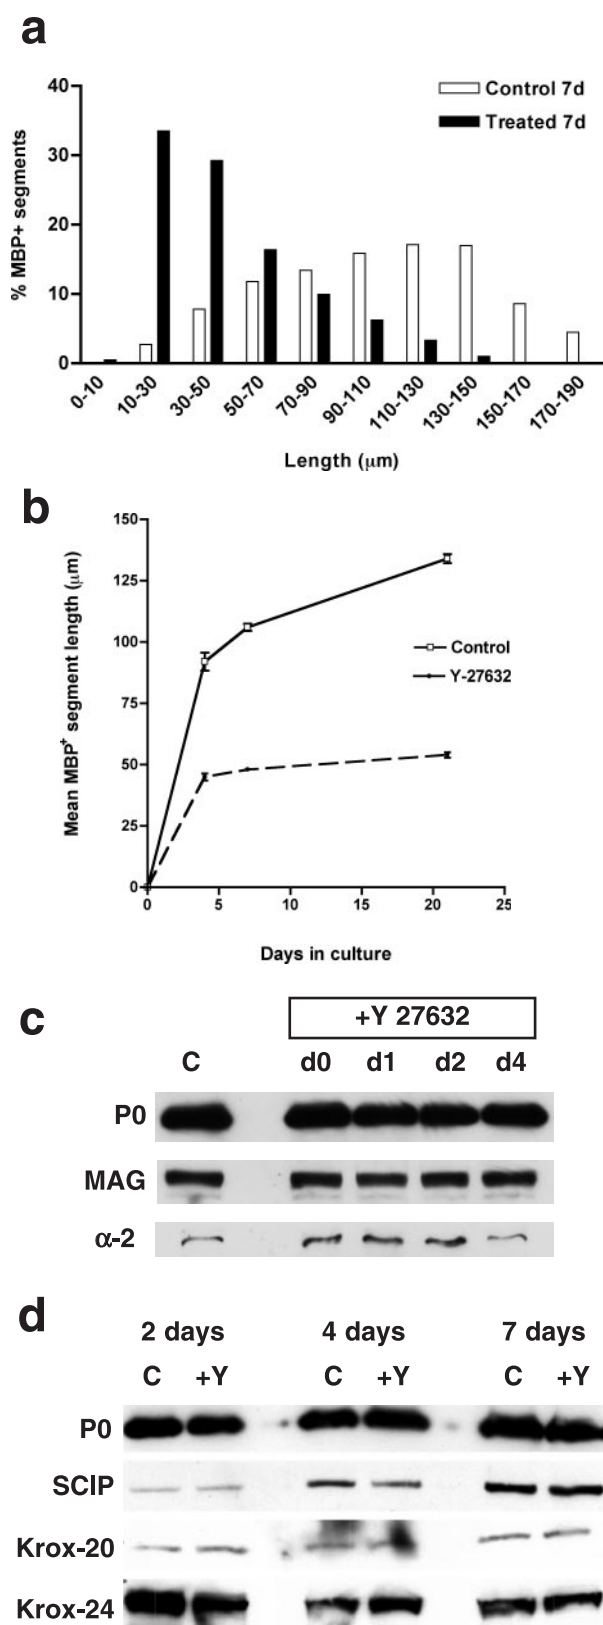 a
40
30
20
10
0
% MBP+ segments
Control 7d
Treated 7d
0-10
10-30
30-50
50-70
70-90
90-110
110-130
130-150
150-170
170-190
Length (μm)
b
150
125
100
75
50
25
0
Mean MBP+ segment length (μm)
Control
Y-27632
0 5 10 15 20 25
Days in culture
c
+Y 27632
C d0 d1 d2 d4
P0
MAG
α-2
d
2 days 4 days 7 days
C +Y C +Y C +Y
P0
SCIP
Krox-20
Krox-24